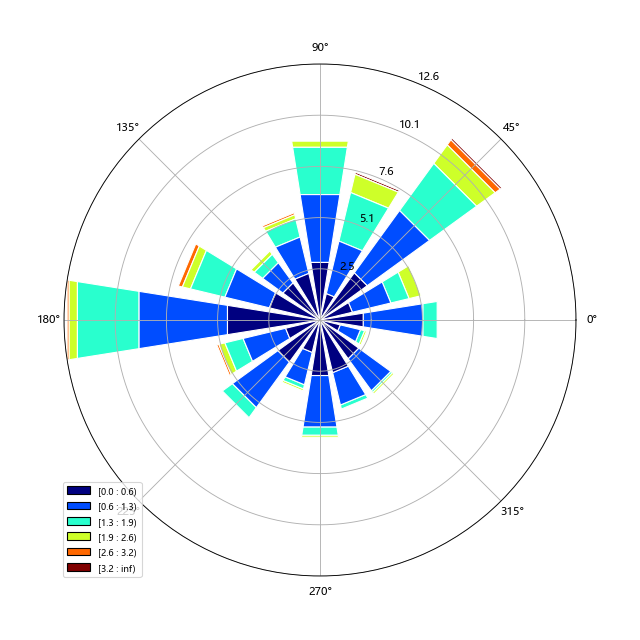 90°
12.6
10.1
135°
45°
7.6
5.1
2.5
180°
0°
[0.0 : 0.6)
[0.6 : 1.3)
225°
315°
[1.3 : 1.9)
[1.9 : 2.6)
[2.6 : 3.2)
[3.2 : inf)
270°